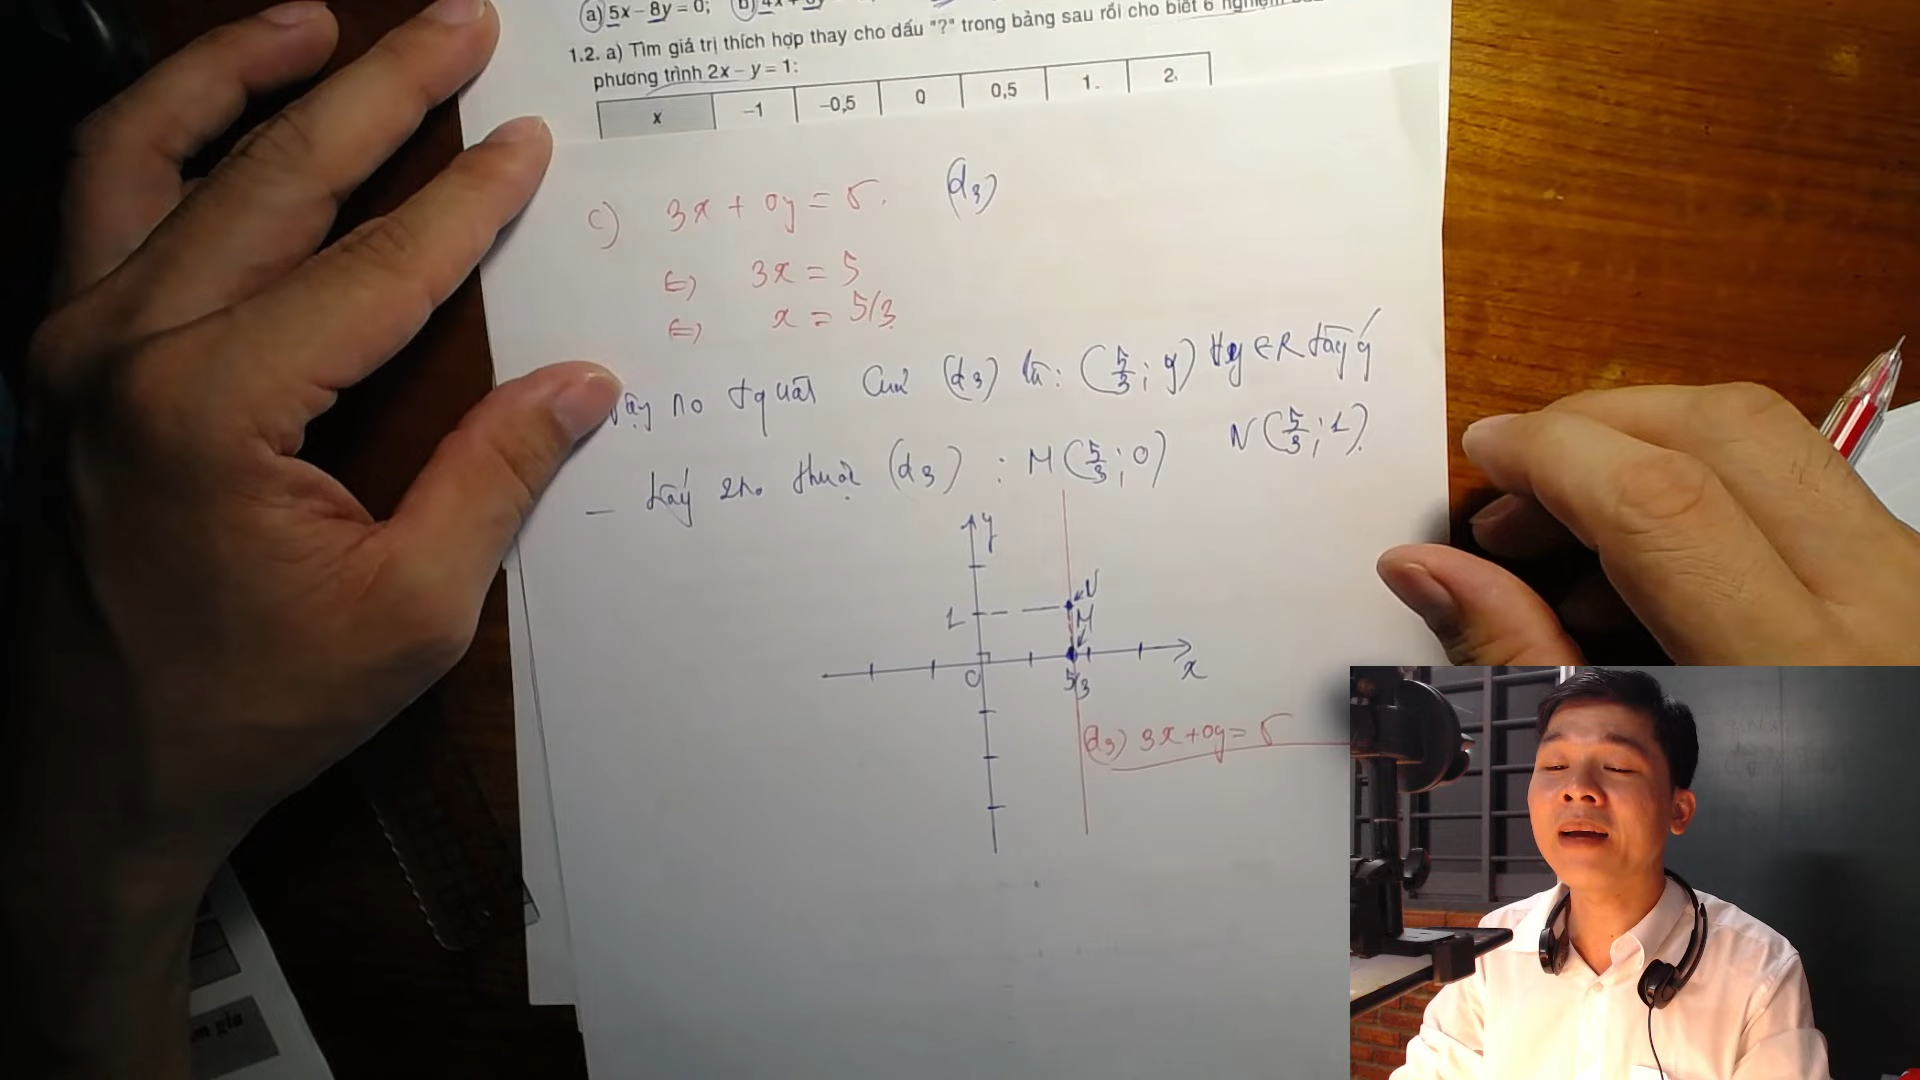 a) 5x – 8y = 0; b) 4x +
1.2. a) Tìm giá trị thích hợp thay cho dấu "?" trong bảng sau rồi cho biết 6 nghiệm
phương trình 2x – y = 1:
x –1 –0,5 0 0,5 1. 2.
c) 3x + 0y = 5. (d3)
⇔ 3x = 5
⇔ x = 5/3
Vậy no tquát của (d3) là: (5/3; y) ∀y ∈ R tùy ý
– Lấy 2no thuộc (d3) : M(5/3; 0) N(5/3; 1).
y
N
1 M
O 5/3 x
(d3) 3x+0y = 5